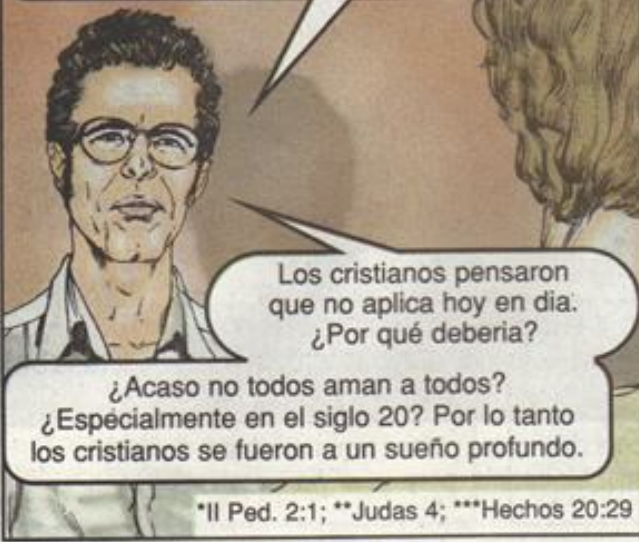 Los cristianos pensaron
que no aplica hoy en dia.
¿Por qué deberia?
¿Acaso no todos aman a todos?
¿Especialmente en el siglo 20? Por lo tanto
los cristianos se fueron a un sueño profundo.
*II Ped. 2:1; **Judas 4; ***Hechos 20:29